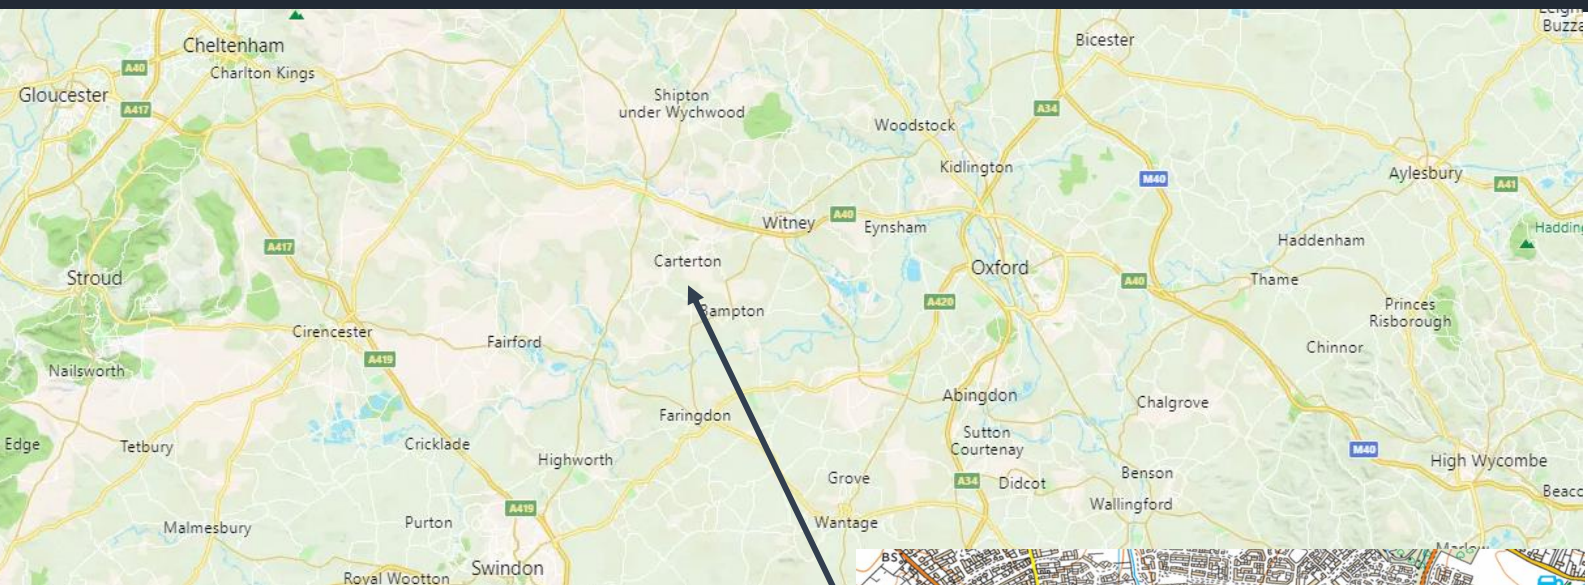 Buzza
Bicester
Cheltenham
A40
Charlton Kings
Gloucester
A417
Shipton
under Wychwood
A34
Woodstock
Kidlington
M40
Aylesbury
A41
Witney
A40
Eynsham
Haddin
Haddenham
A417
Carterton
Oxford
Stroud
A40
Thame
A420
Bampton
Princes
Risborough
Cirencester
Fairford
Chinnor
A419
Nailsworth
Abingdon
Chalgrove
Faringdon
Sutton
Courtenay
Edge
Tetbury
Cricklade
Highworth
M40
High Wycombe
Benson
Grove
A34
Didcot
Beaco
Wallingford
A419
Malmesbury
Purton
Wantage
Swindon
Royal Wootton